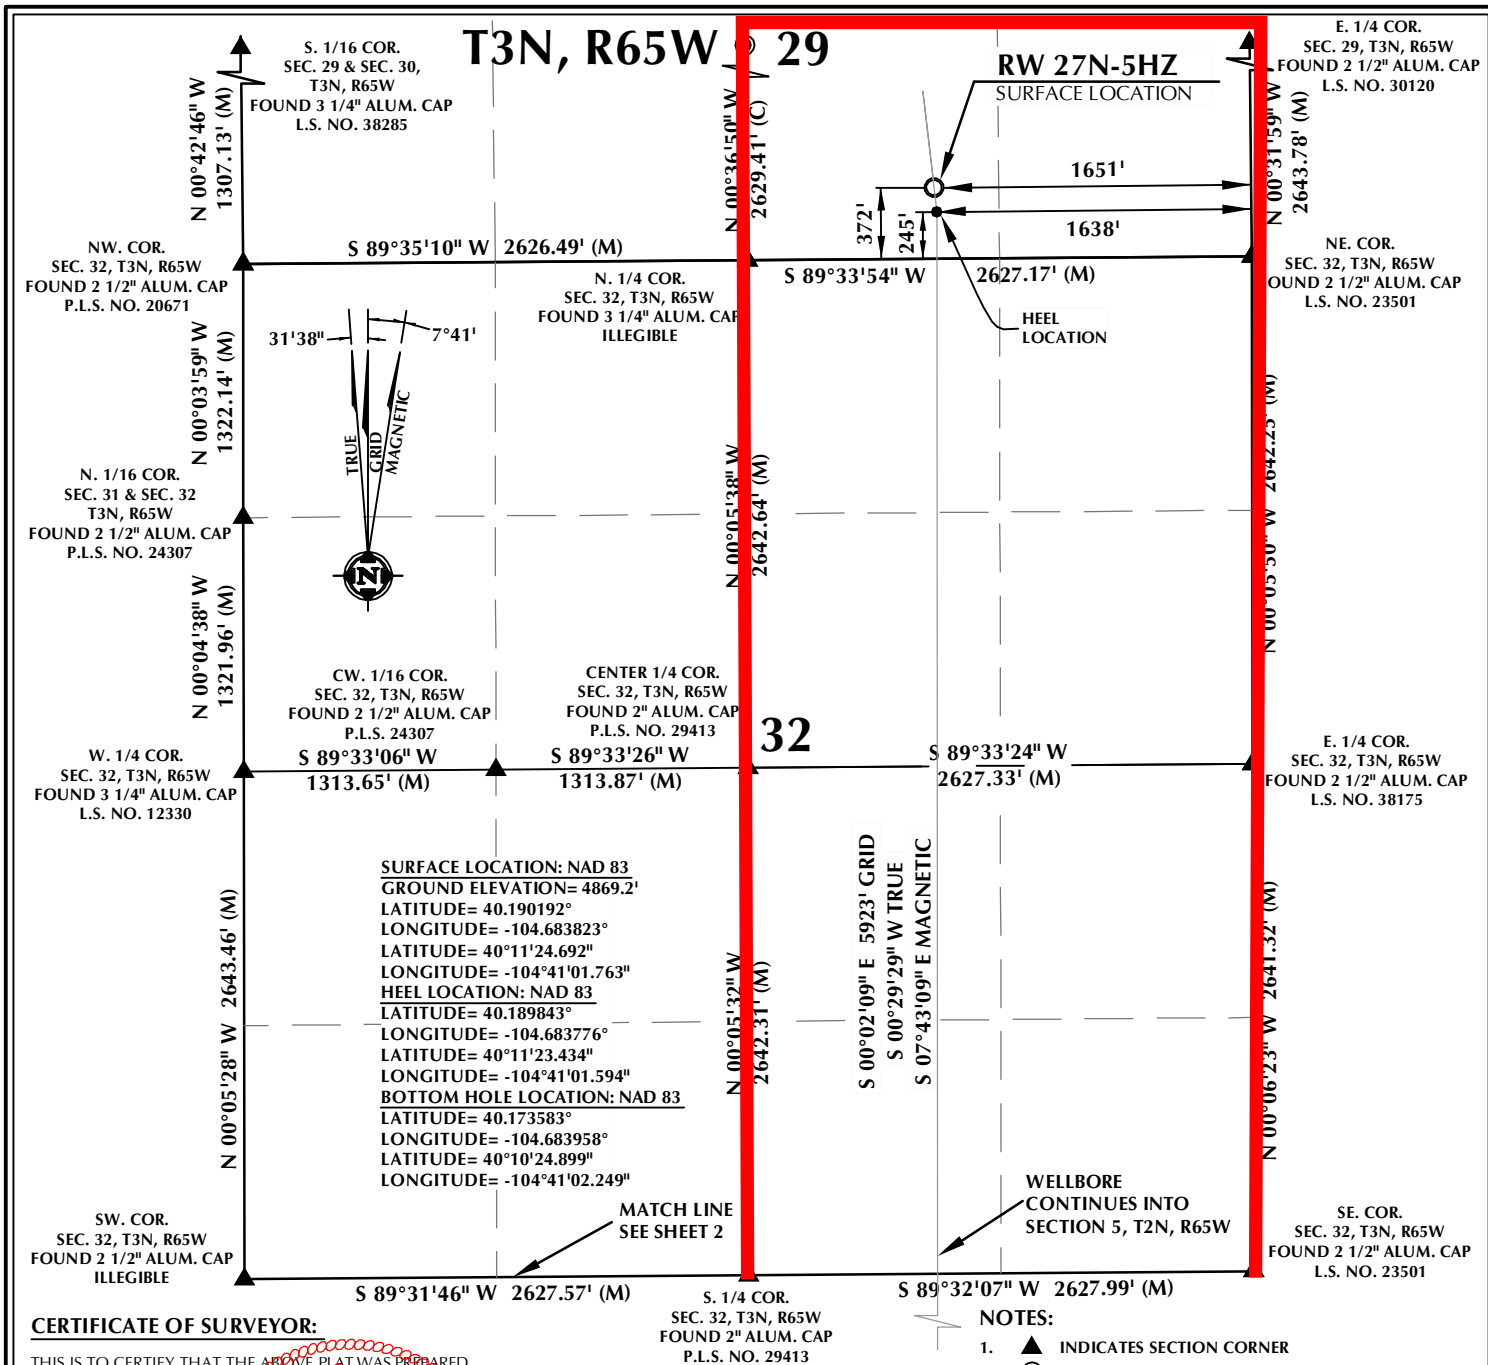 T3N, R65W 29
S. 1/16 COR.
SEC. 29 & SEC. 30,
T3N, R65W
FOUND 3 1/4" ALUM. CAP
L.S. NO. 38285
E. 1/4 COR.
SEC. 29, T3N, R65W
FOUND 2 1/2" ALUM. CAP
L.S. NO. 30120
RW 27N-5HZ
SURFACE LOCATION
N 00°42'46" W
1307.13' (M)
N 00°36'50" W
2629.41' (C)
N 00°31'59" W
2643.78' (M)
1651'
1638'
372'
245'
NW. COR.
SEC. 32, T3N, R65W
FOUND 2 1/2" ALUM. CAP
P.L.S. NO. 20671
S 89°35'10" W 2626.49' (M)
N. 1/4 COR.
SEC. 32, T3N, R65W
FOUND 3 1/4" ALUM. CAP
ILLEGIBLE
S 89°33'54" W 2627.17' (M)
NE. COR.
SEC. 32, T3N, R65W
FOUND 2 1/2" ALUM. CAP
L.S. NO. 23501
HEEL
LOCATION
31'38"
7°41'
TRUE
GRID
MAGNETIC
N
N 00°03'59" W
1322.14' (M)
N. 1/16 COR.
SEC. 31 & SEC. 32
T3N, R65W
FOUND 2 1/2" ALUM. CAP
P.L.S. NO. 24307
N 00°05'38" W
2642.64' (M)
N 00°05'50" W 2642.25' (M)
N 00°04'38" W
1321.96' (M)
CW. 1/16 COR.
SEC. 32, T3N, R65W
FOUND 2 1/2" ALUM. CAP
P.L.S. 24307
CENTER 1/4 COR.
SEC. 32, T3N, R65W
FOUND 2" ALUM. CAP
P.L.S. NO. 29413
32
W. 1/4 COR.
SEC. 32, T3N, R65W
FOUND 3 1/4" ALUM. CAP
L.S. NO. 12330
S 89°33'06" W
1313.65' (M)
S 89°33'26" W
1313.87' (M)
S 89°33'24" W
2627.33' (M)
E. 1/4 COR.
SEC. 32, T3N, R65W
FOUND 2 1/2" ALUM. CAP
L.S. NO. 38175
SURFACE LOCATION: NAD 83
GROUND ELEVATION= 4869.2'
LATITUDE= 40.190192°
LONGITUDE= -104.683823°
LATITUDE= 40°11'24.692"
LONGITUDE= -104°41'01.763"
HEEL LOCATION: NAD 83
LATITUDE= 40.189843°
LONGITUDE= -104.683776°
LATITUDE= 40°11'23.434"
LONGITUDE= -104°41'01.594"
BOTTOM HOLE LOCATION: NAD 83
LATITUDE= 40.173583°
LONGITUDE= -104.683958°
LATITUDE= 40°10'24.899"
LONGITUDE= -104°41'02.249"
N 00°05'28" W 2643.46' (M)
N 00°05'32" W
2642.31' (M)
S 00°02'09" E 5923' GRID
S 00°29'29" W TRUE
S 07°43'09" E MAGNETIC
N 00°06'23" W 2641.32' (M)
MATCH LINE
SEE SHEET 2
WELLBORE
CONTINUES INTO
SECTION 5, T2N, R65W
SW. COR.
SEC. 32, T3N, R65W
FOUND 2 1/2" ALUM. CAP
ILLEGIBLE
SE. COR.
SEC. 32, T3N, R65W
FOUND 2 1/2" ALUM. CAP
L.S. NO. 23501
S 89°31'46" W 2627.57' (M)
S 89°32'07" W 2627.99' (M)
S. 1/4 COR.
SEC. 32, T3N, R65W
FOUND 2" ALUM. CAP
P.L.S. NO. 29413
CERTIFICATE OF SURVEYOR:
THIS IS TO CERTIFY THAT THE ABOVE PLAT WAS PREPARED
NOTES:
1. INDICATES SECTION CORNER